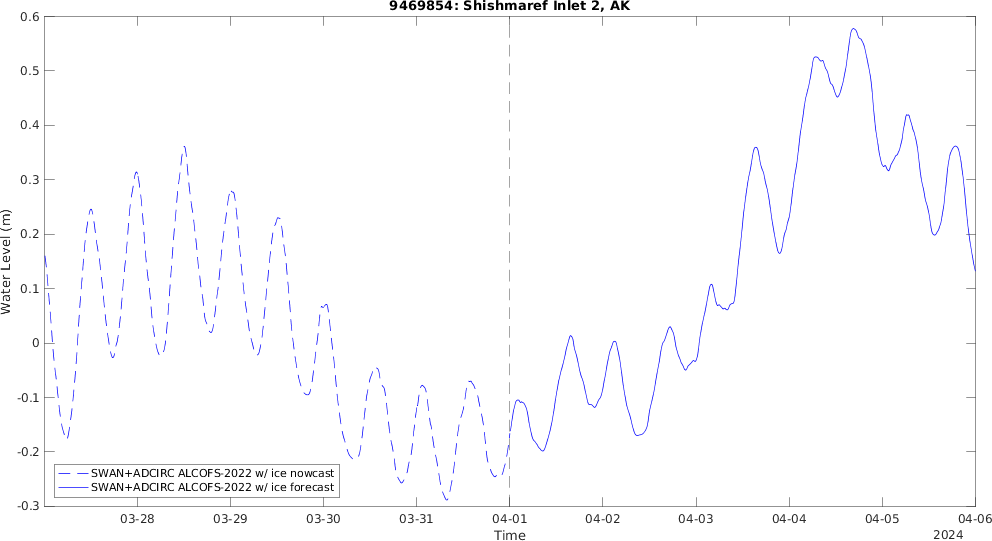 9469854: Shishmaref Inlet 2, AK
0.6
0.5
0.4
0.3
0.2
0.1
0
-0.1
-0.2
-0.3
Water Level (m)
SWAN+ADCIRC ALCOFS-2022 w/ ice nowcast
SWAN+ADCIRC ALCOFS-2022 w/ ice forecast
03-28 03-29 03-30 03-31 04-01 04-02 04-03 04-04 04-05 04-06
Time
2024